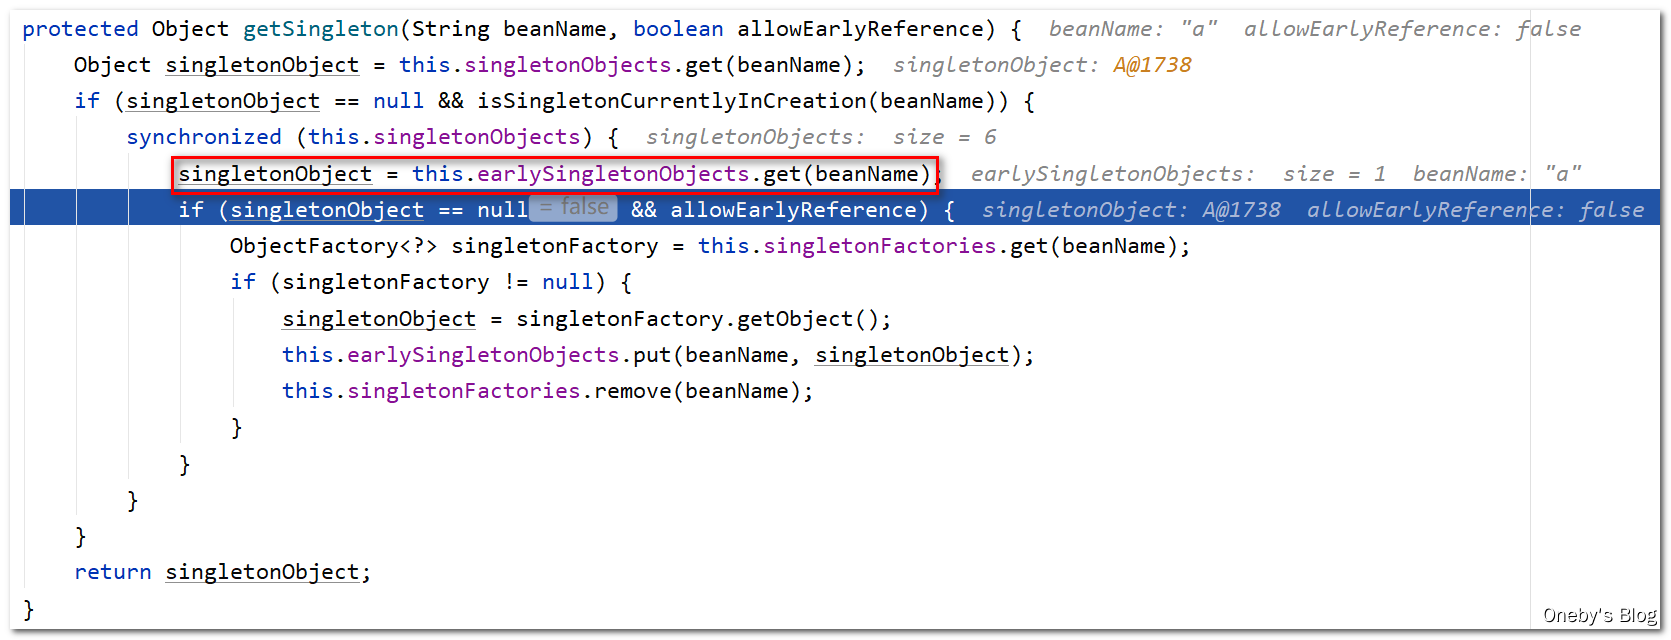 protected Object getSingleton(String beanName, boolean allowEarlyReference) {  beanName: "a"  allowEarlyReference: false
    Object singletonObject = this.singletonObjects.get(beanName);  singletonObject: A@1738
    if (singletonObject == null && isSingletonCurrentlyInCreation(beanName)) {
        synchronized (this.singletonObjects) {  singletonObjects:  size = 6
            singletonObject = this.earlySingletonObjects.get(beanName);  earlySingletonObjects:  size = 1  beanName: "a"
            if (singletonObject == null = false && allowEarlyReference) {  singletonObject: A@1738  allowEarlyReference: false
                ObjectFactory<?> singletonFactory = this.singletonFactories.get(beanName);
                if (singletonFactory != null) {
                    singletonObject = singletonFactory.getObject();
                    this.earlySingletonObjects.put(beanName, singletonObject);
                    this.singletonFactories.remove(beanName);
                }
            }
        }
    }
    return singletonObject;
}
Oneby's Blog